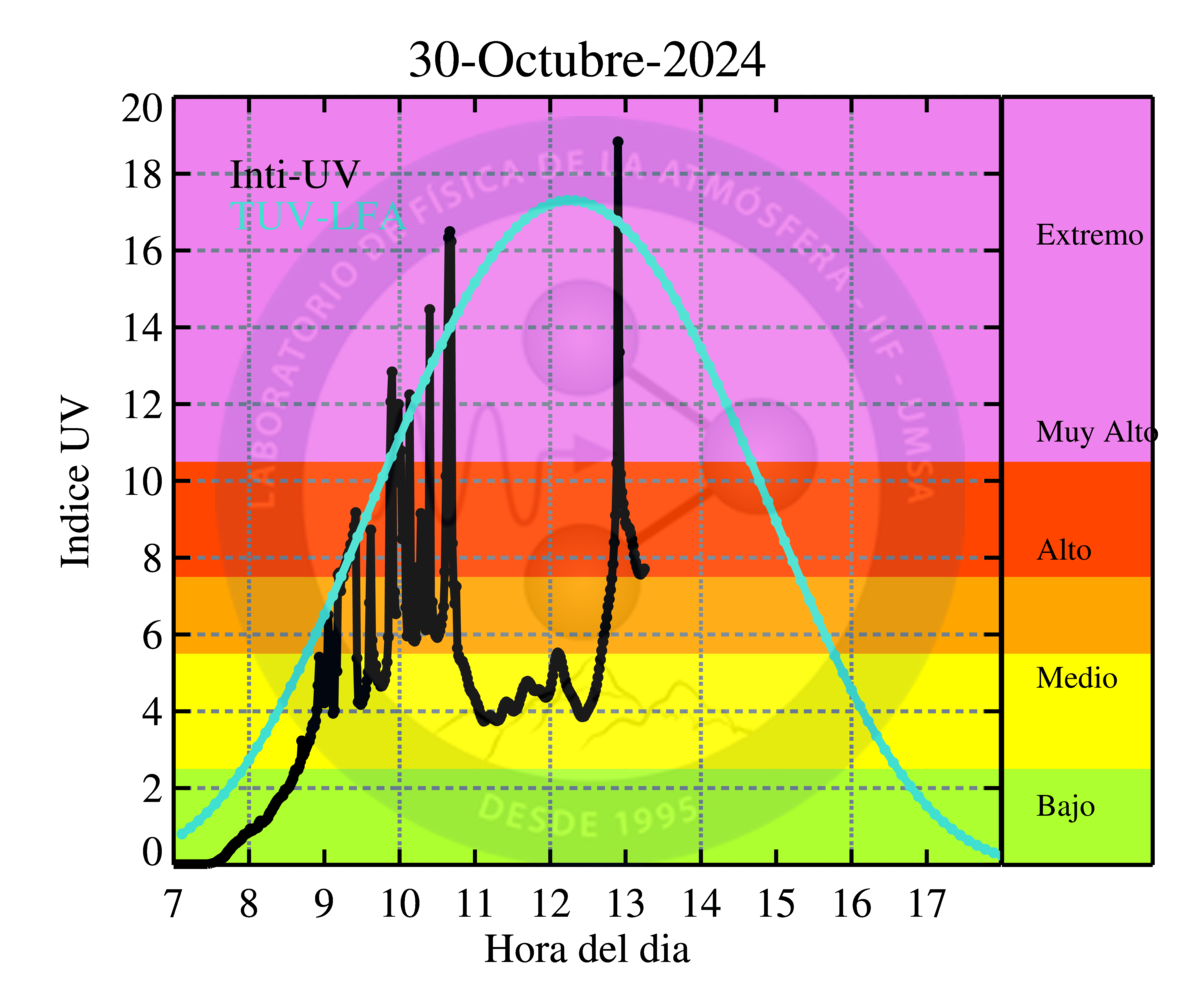 30-Octubre-2024
20
18
16
14
12
10
8
6
4
2
0
Indice UV
Inti-UV
TUV-LFA
LABORATORIO DE FÍSICA DE LA ATMÓSFERA - IIF - UMSA
DESDE 1995
Extremo
Muy Alto
Alto
Medio
Bajo
7 8 9 10 11 12 13 14 15 16 17
Hora del dia